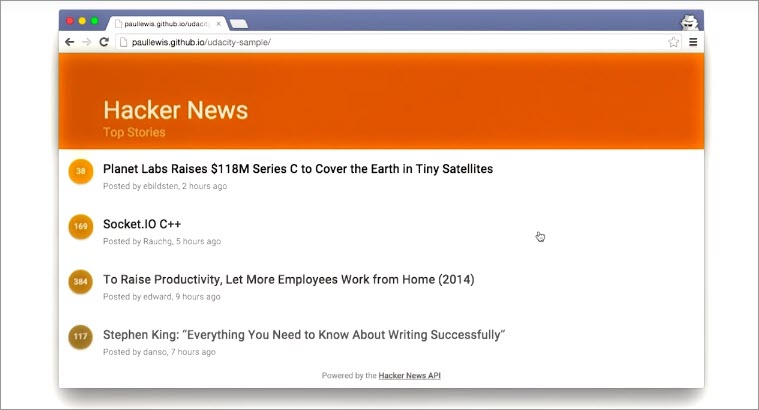 paullewis.github.io/udaci
paullewis.github.io/udacity-sample/
Hacker News
Top Stories
38
Planet Labs Raises $118M Series C to Cover the Earth in Tiny Satellites
Posted by ebildsten, 2 hours ago
169
Socket.IO C++
Posted by Rauchg, 5 hours ago
384
To Raise Productivity, Let More Employees Work from Home (2014)
Posted by edward, 9 hours ago
117
Stephen King: “Everything You Need to Know About Writing Successfully”
Posted by danso, 7 hours ago
Powered by the Hacker News API